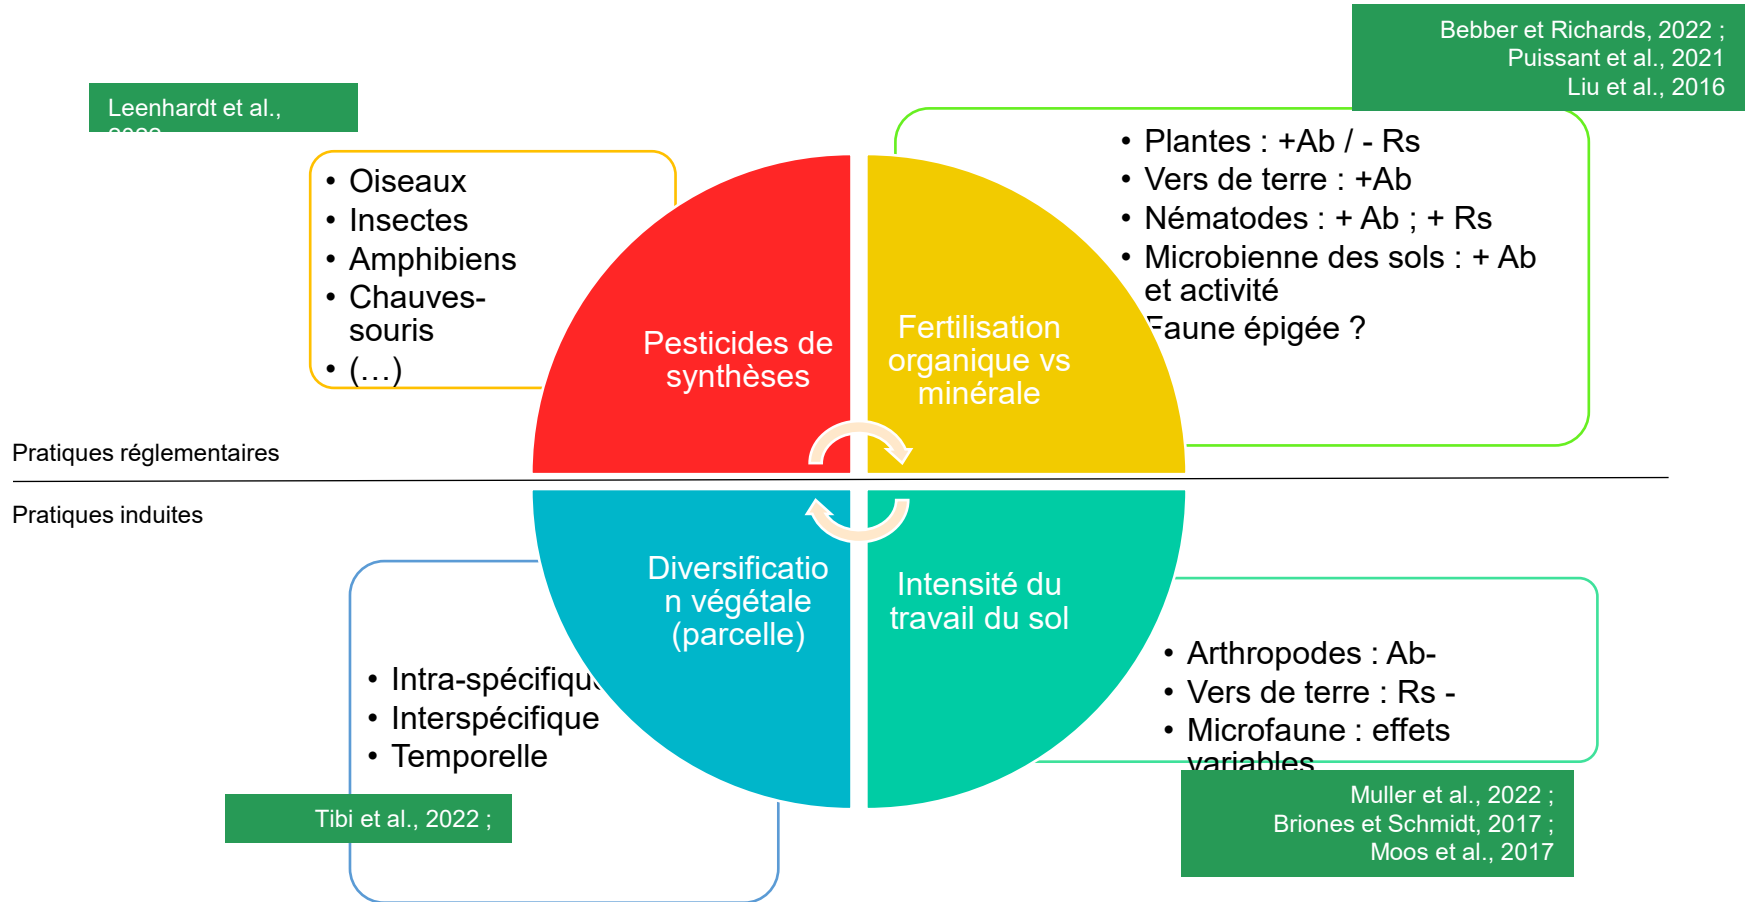 Bebber et Richards, 2022 ;
Puissant et al., 2021
Liu et al., 2016
Leenhardt et al.,
• Oiseaux
• Insectes
• Amphibiens
• Chauves-
souris
• (…)
Pesticides de
synthèses
Fertilisation
organique vs
minérale
• Plantes : +Ab / - Rs
• Vers de terre : +Ab
• Nématodes : + Ab ; + Rs
• Microbienne des sols : + Ab
et activité
Faune épigée ?
Pratiques réglementaires
Pratiques induites
Diversificatio
n végétale
(parcelle)
Intensité du
travail du sol
• Intra-spécifique
• Interspécifique
• Temporelle
Tibi et al., 2022 ;
• Arthropodes : Ab-
• Vers de terre : Rs -
• Microfaune : effets
variables
Muller et al., 2022 ;
Briones et Schmidt, 2017 ;
Moos et al., 2017